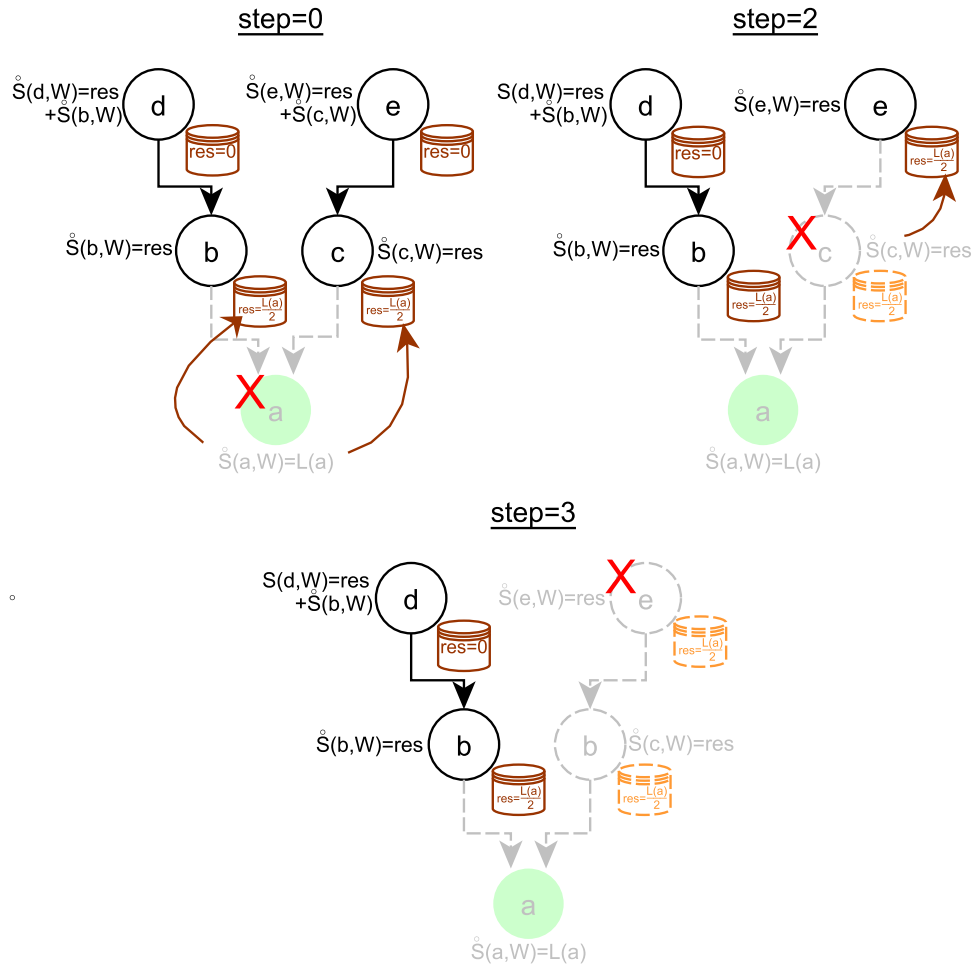 step=0
S̊(d,W)=res
+S̊(b,W)
d
res=0
S̊(e,W)=res
+S̊(c,W)
e
res=0
S̊(b,W)=res
b
res=L(a)/2
c
S̊(c,W)=res
res=L(a)/2
X
a
S̊(a,W)=L(a)
step=2
S(d,W)=res
+S̊(b,W)
d
res=0
S̊(e,W)=res
e
res=L(a)/2
S̊(b,W)=res
b
res=L(a)/2
X
c
S̊(c,W)=res
res=L(a)/2
a
S̊(a,W)=L(a)
step=3
S(d,W)=res
+S̊(b,W)
d
res=0
S̊(e,W)=res
X
e
res=L(a)/2
S̊(b,W)=res
b
res=L(a)/2
b
S̊(c,W)=res
res=L(a)/2
a
S̊(a,W)=L(a)